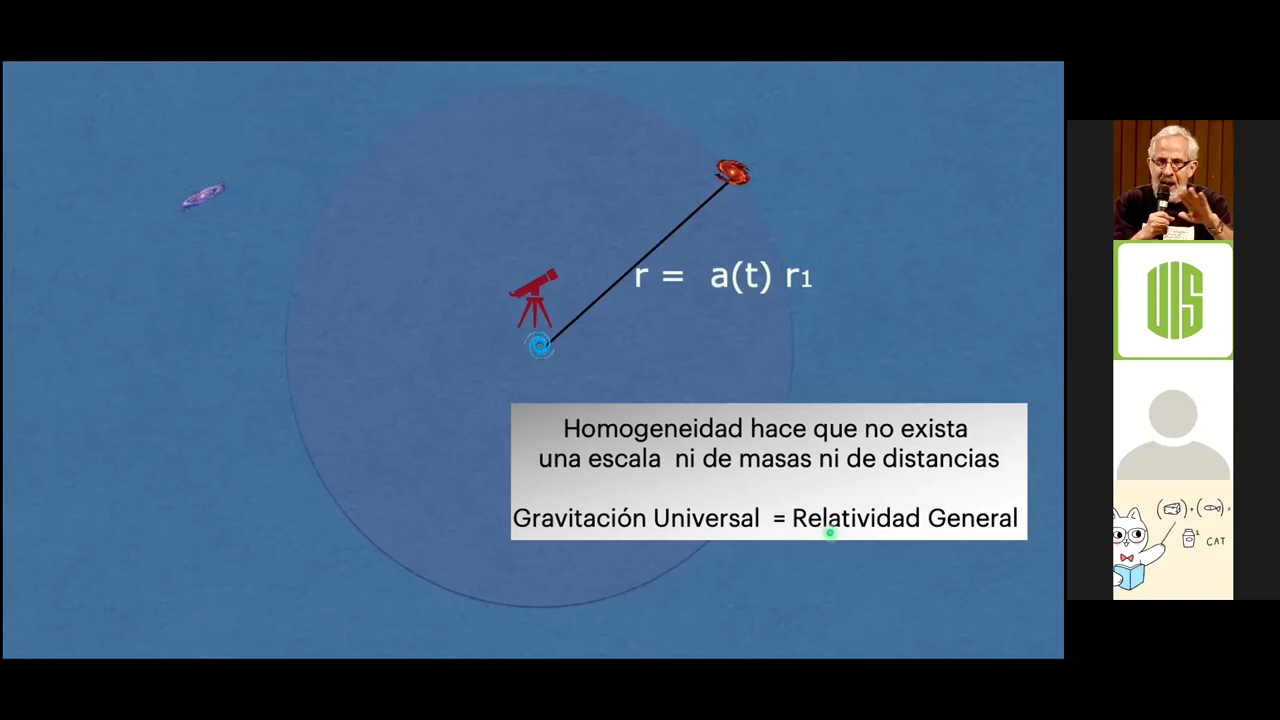 r = a(t) r1
Homogeneidad hace que no exista
una escala ni de masas ni de distancias
Gravitación Universal = Relatividad General
UIS
CAT